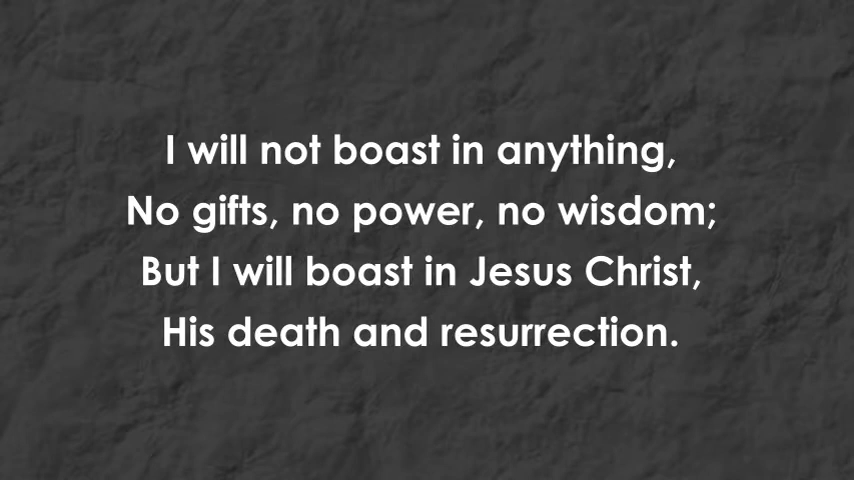 I will not boast in anything,
No gifts, no power, no wisdom;
But I will boast in Jesus Christ,
His death and resurrection.